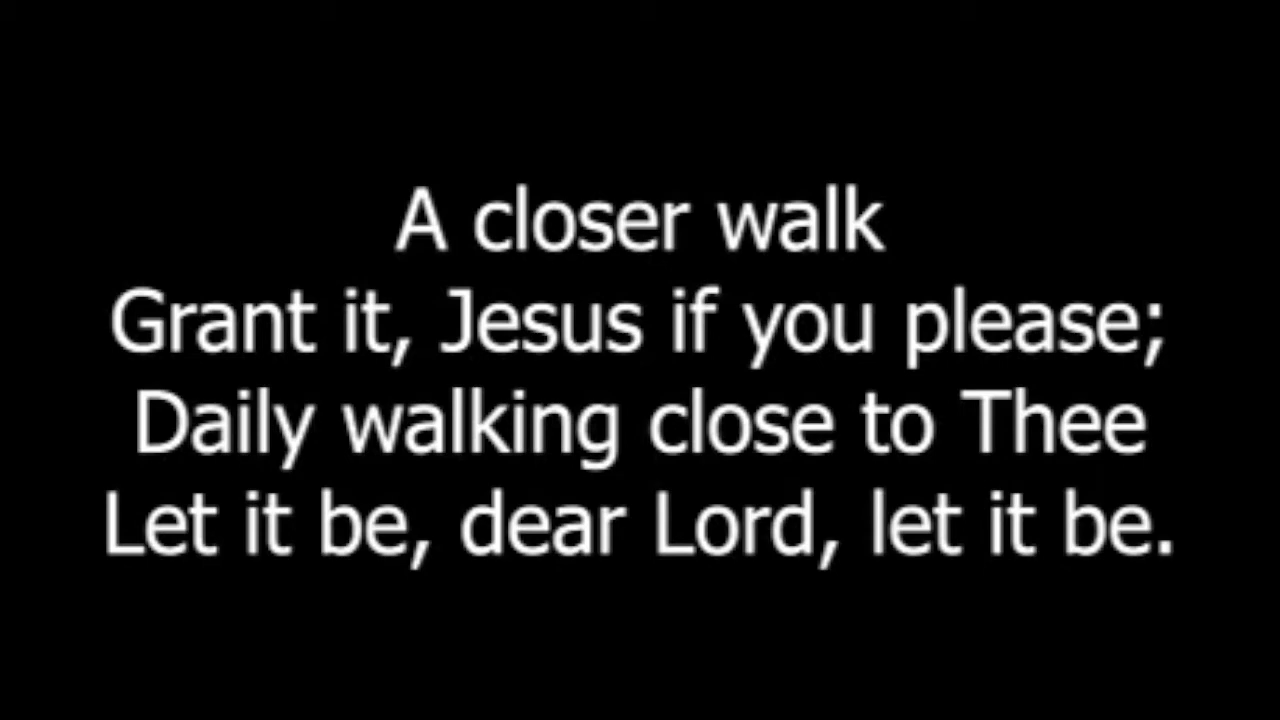 A closer walk
Grant it, Jesus if you please;
Daily walking close to Thee
Let it be, dear Lord, let it be.